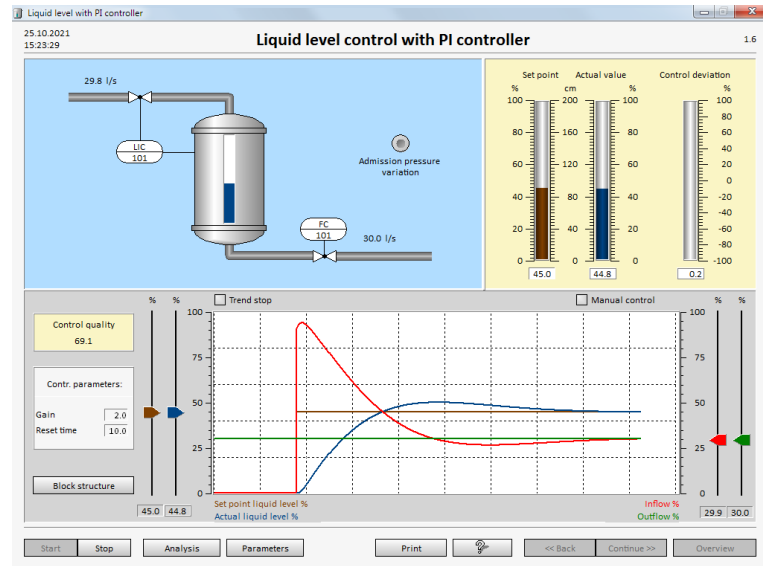 Liquid level with PI controller
25.10.2021
15:23:29
Liquid level control with PI controller
1.6
29.8 l/s
LIC
101
Admission pressure
variation
FC
101
30.0 l/s
Set point Actual value Control deviation
% cm % %
100 200 100 100
80
80 160 80 60
40
60 120 60 20
0
40 80 40 -20
-40
20 40 20 -60
-80
0 0 0 -100
45.0 44.8 0.2
% % Trend stop Manual control % %
100 100
Control quality
69.1
75 75
Contr. parameters:
Gain 2.0
Reset time 10.0
50 50
25 25
Block structure
0 0
45.0 44.8 Set point liquid level % Inflow % 29.9 30.0
Actual liquid level % Outflow %
Start Stop Analysis Parameters Print ? << Back Continue >> Overview